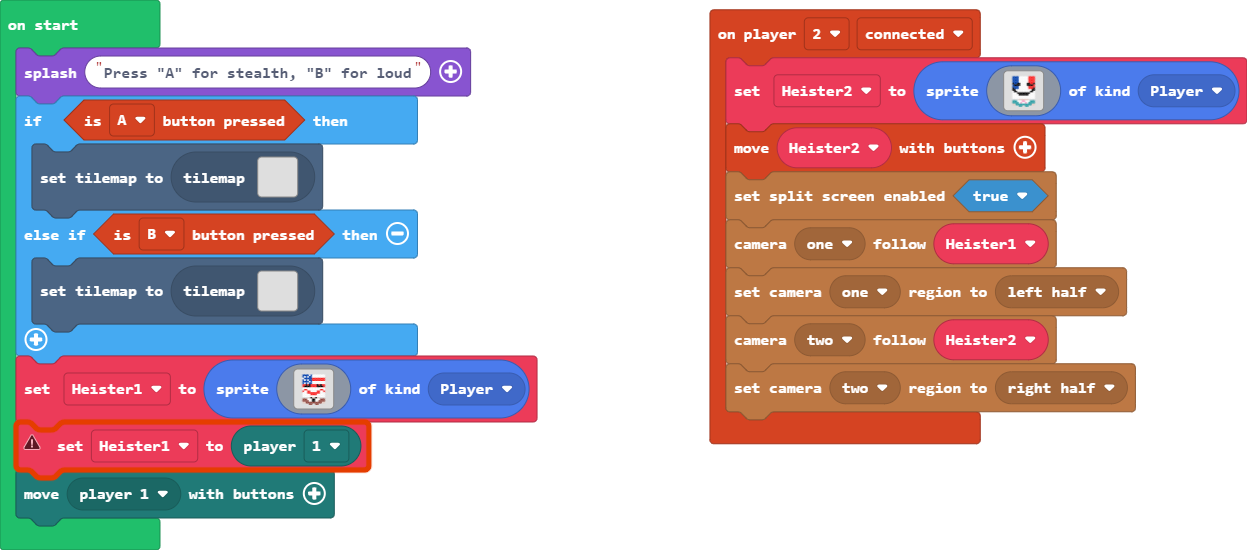 on start
splash "Press "A" for stealth, "B" for loud"
if is A button pressed then
set tilemap to tilemap
else if is B button pressed then
set tilemap to tilemap
set Heister1 to sprite of kind Player
set Heister1 to player 1
move player 1 with buttons
on player 2 connected
set Heister2 to sprite of kind Player
move Heister2 with buttons
set split screen enabled true
camera one follow Heister1
set camera one region to left half
camera two follow Heister2
set camera two region to right half